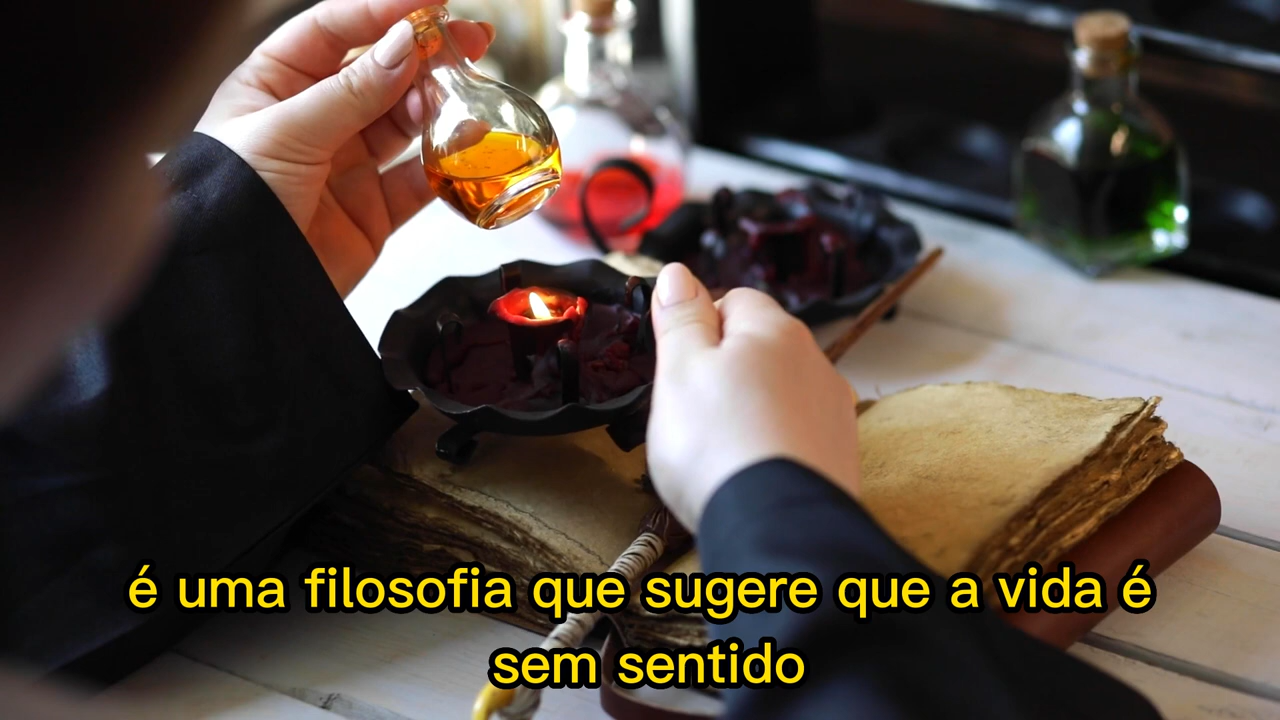 é uma filosofia que sugere que a vida é
sem sentido